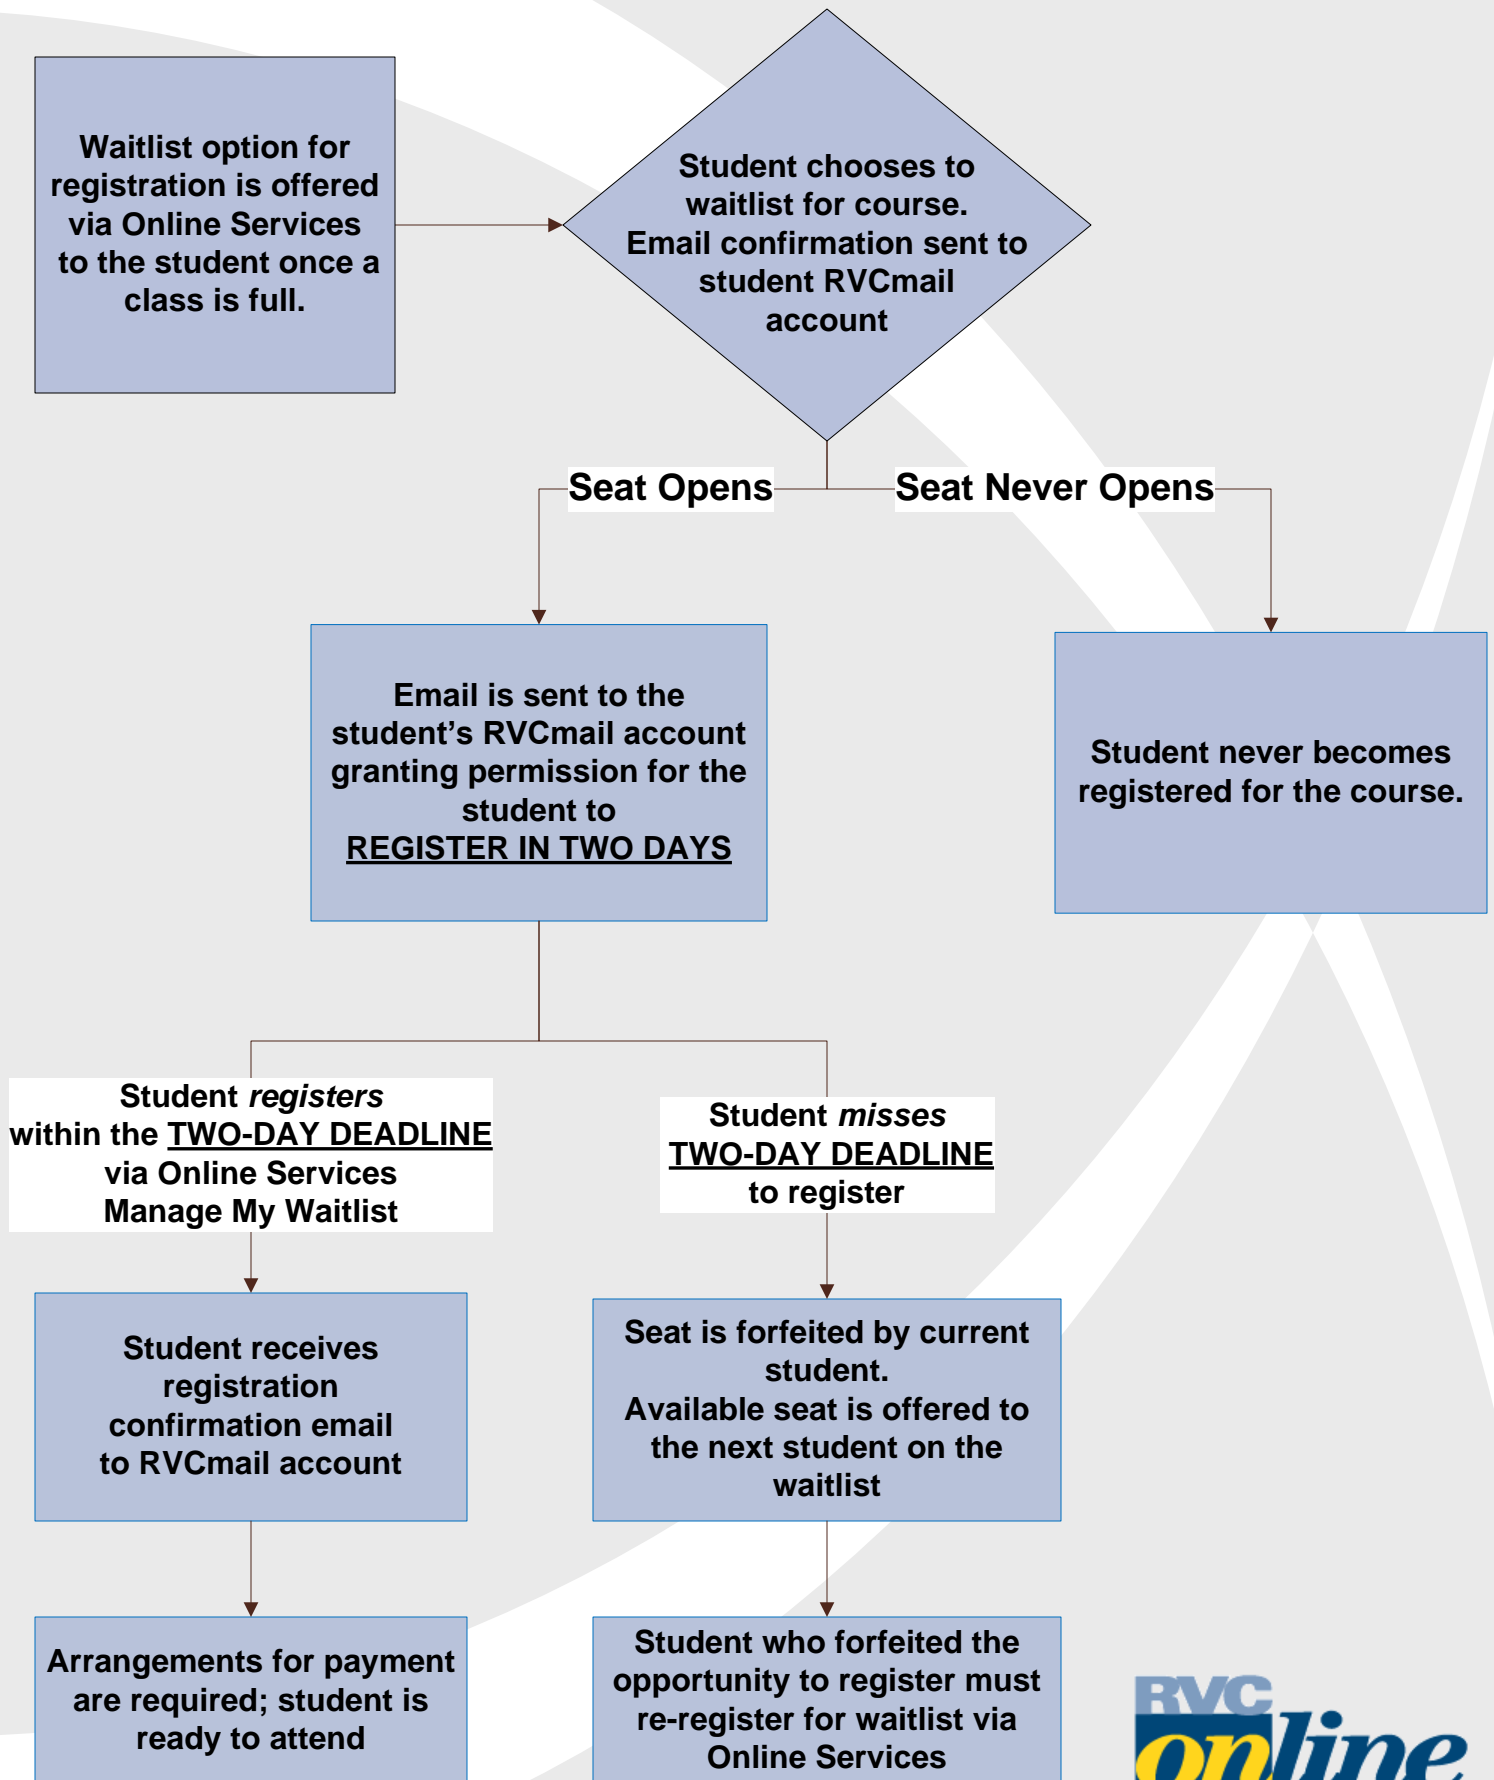 Waitlist option for
registration is offered
via Online Services
to the student once a
class is full.
Student chooses to
waitlist for course.
Email confirmation sent to
student RVCmail
account
Seat Opens
Seat Never Opens
Email is sent to the
student’s RVCmail account
granting permission for the
student to
REGISTER IN TWO DAYS
Student never becomes
registered for the course.
Student registers
within the TWO-DAY DEADLINE
via Online Services
Manage My Waitlist
Student misses
TWO-DAY DEADLINE
to register
Student receives
registration
confirmation email
to RVCmail account
Seat is forfeited by current
student.
Available seat is offered to
the next student on the
waitlist
Arrangements for payment
are required; student is
ready to attend
Student who forfeited the
opportunity to register must
re-register for waitlist via
Online Services
RVC
online